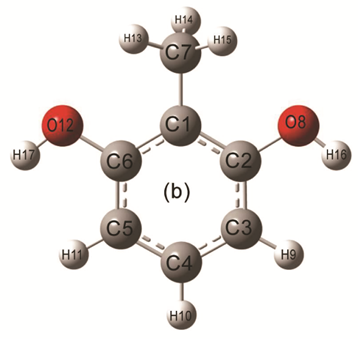 H14
H13 C7 H15
O12 C1 O8
H17 C6 C2 H16
(b)
C5 C3
H11 C4 H9
H10